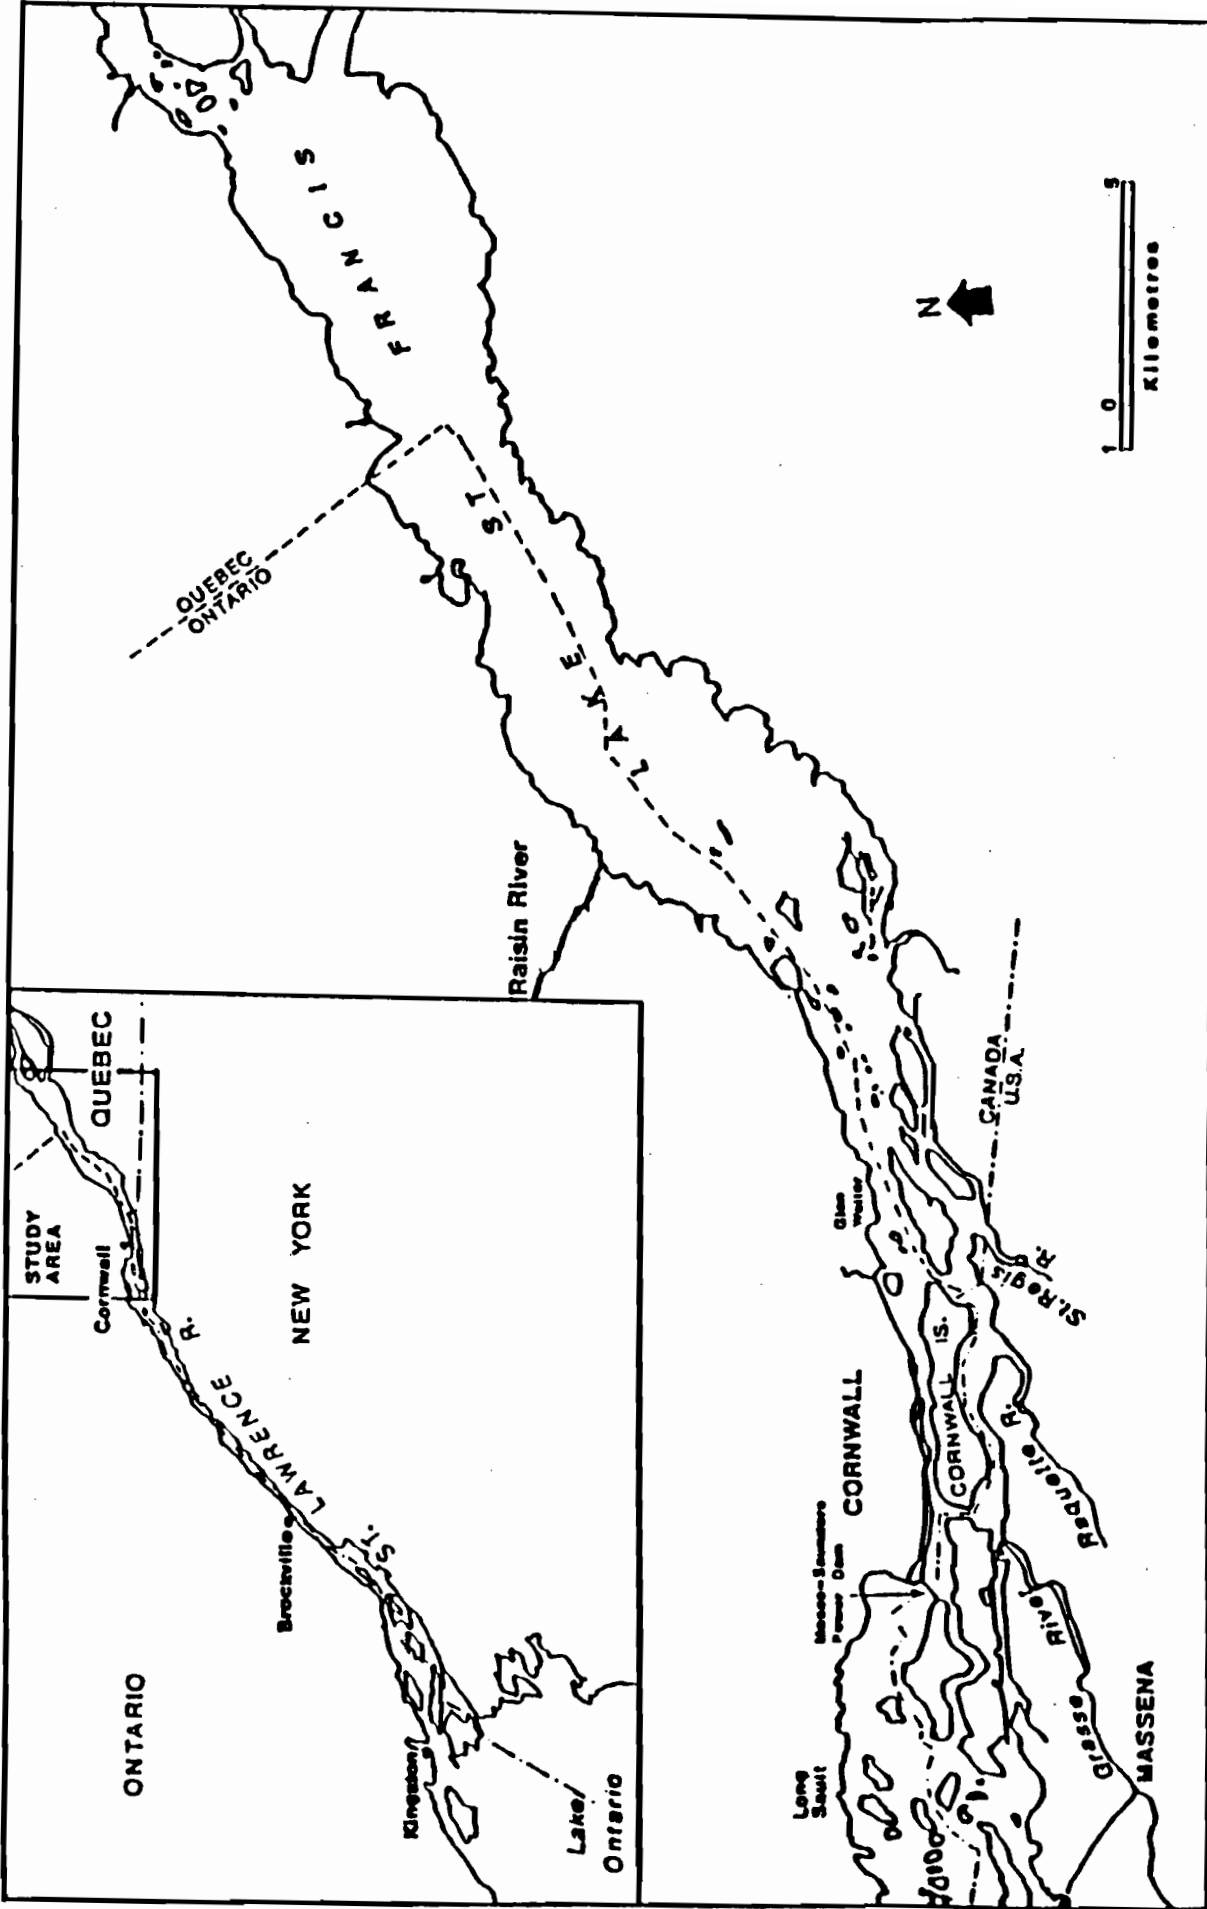 ONTARIO
QUEBEC
STUDY
AREA
Cornwall
Brockville
Kingston
ST. LAWRENCE R.
NEW YORK
Lake
Ontario
QUEBEC
ONTARIO
LAKE ST FRANCIS
Raisin River
Glen
Walter
CANADA
U.S.A.
CORNWALL
CORNWALL IS.
St. Regis R.
Raquette R.
Grasse River
MASSENA
Moses-Saunders
Power Dam
Long
Sault
N
1 0 5
Kilometres